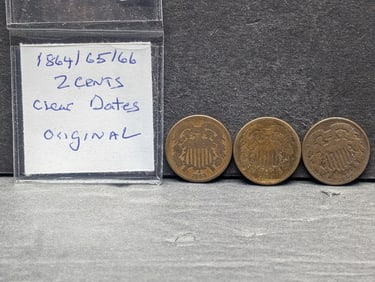 1864/65/66
2 CENTS
Clear Dates
ORIGINAL